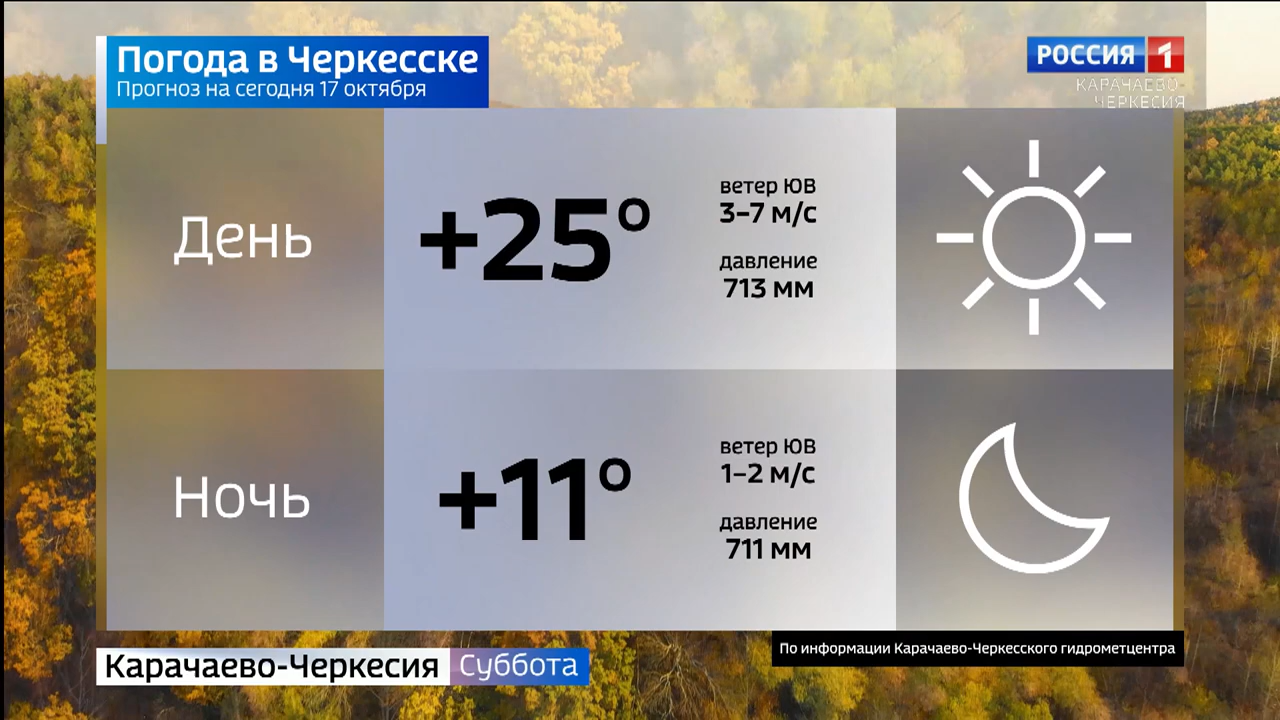 Погода в Черкесске
Прогноз на сегодня 17 октября
РОССИЯ 1
КАРАЧАЕВО-
ЧЕРКЕСИЯ
День
+25°
ветер ЮВ
3–7 м/с
давление
713 мм
Ночь
+11°
ветер ЮВ
1–2 м/с
давление
711 мм
По информации Карачаево-Черкесского гидрометцентра
Карачаево-Черкесия Суббота